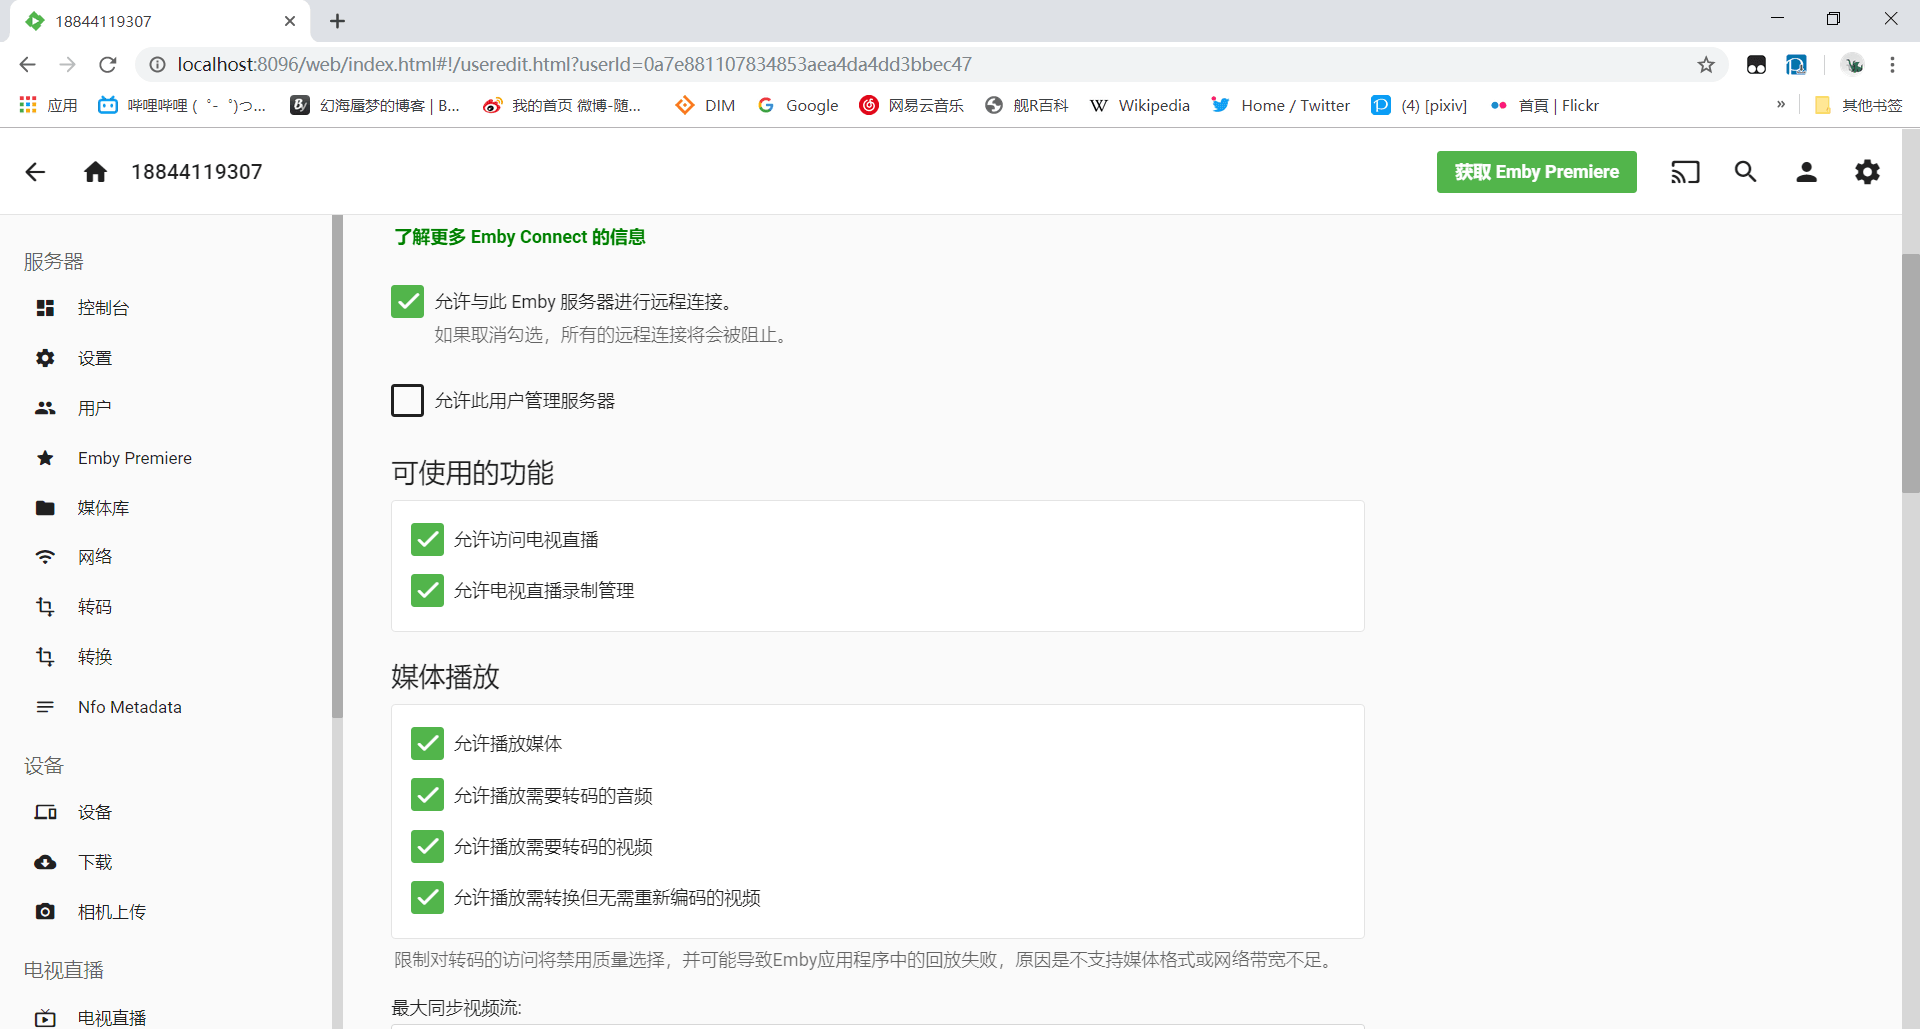 18844119307
localhost:8096/web/index.html#!/useredit.html?userId=0a7e881107834853aea4da4dd3bbec47
应用
哔哩哔哩 ( ゜- ゜)つ...
幻海蜃梦的博客 | B...
我的首页 微博-随...
DIM
Google
网易云音乐
舰R百科
Wikipedia
Home / Twitter
(4) [pixiv]
首頁 | Flickr
»
其他书签
18844119307
获取 Emby Premiere
服务器
控制台
设置
用户
Emby Premiere
媒体库
网络
转码
转换
Nfo Metadata
设备
设备
下载
相机上传
电视直播
电视直播
了解更多 Emby Connect 的信息
允许与此 Emby 服务器进行远程连接。
如果取消勾选，所有的远程连接将会被阻止。
允许此用户管理服务器
可使用的功能
允许访问电视直播
允许电视直播录制管理
媒体播放
允许播放媒体
允许播放需要转码的音频
允许播放需要转码的视频
允许播放需转换但无需重新编码的视频
限制对转码的访问将禁用质量选择，并可能导致Emby应用程序中的回放失败，原因是不支持媒体格式或网络带宽不足。
最大同步视频流: